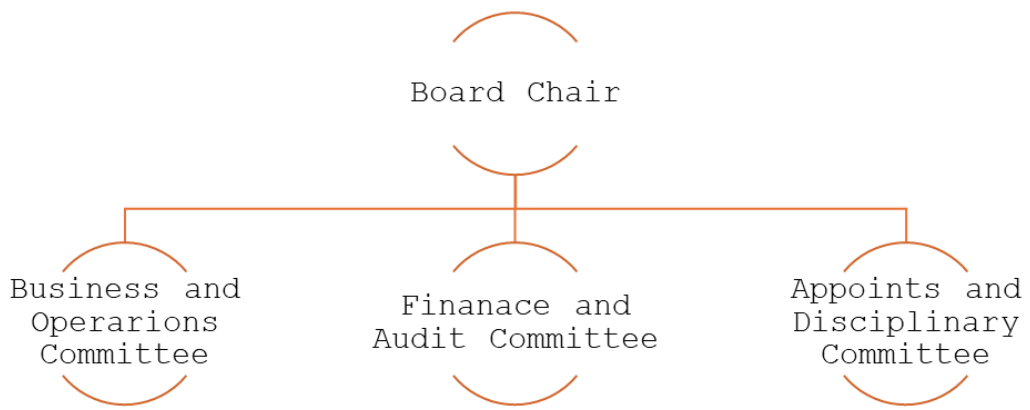 Board Chair
Business and
Operarions
Committee
Finanace and
Audit Committee
Appoints and
Disciplinary
Committee